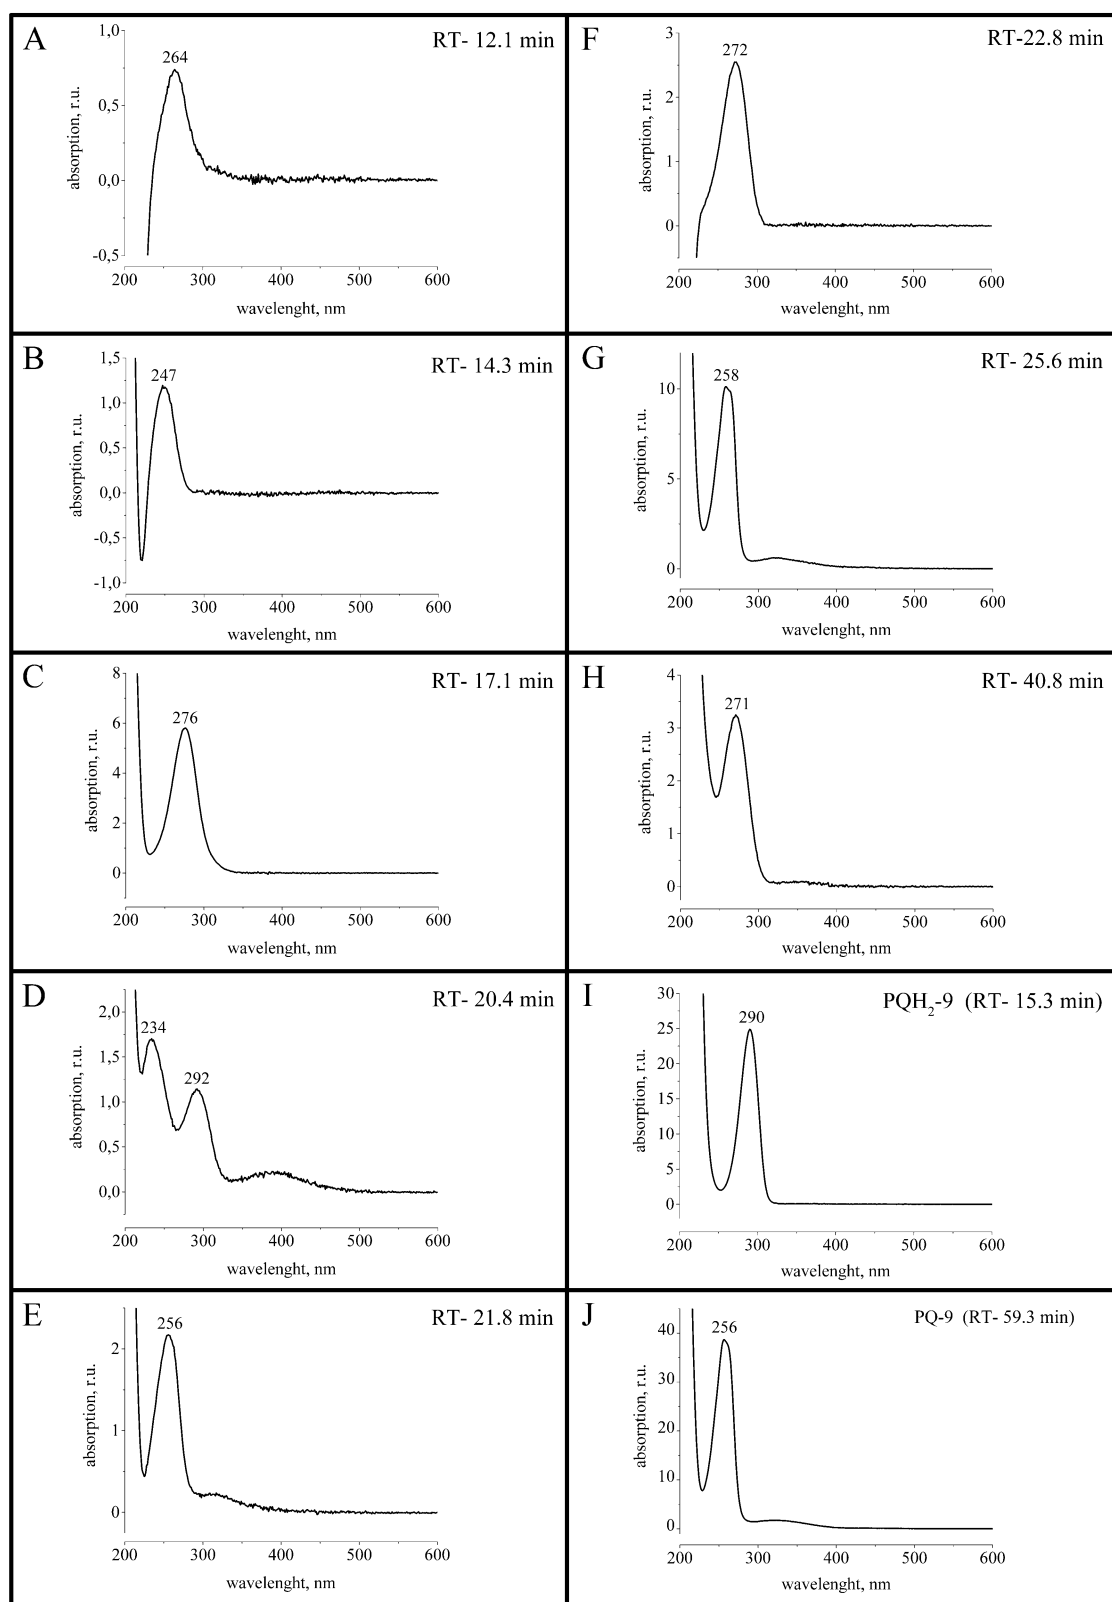 A
RT- 12.1 min
264
1,0
0,5
0,0
-0,5
absorption, r.u.
200 300 400 500 600
wavelenght, nm
B
RT- 14.3 min
247
1,5
1,0
0,5
0,0
-0,5
-1,0
absorption, r.u.
200 300 400 500 600
wavelenght, nm
C
RT- 17.1 min
276
8
6
4
2
0
absorption, r.u.
200 300 400 500 600
wavelenght, nm
D
RT- 20.4 min
234
292
2,0
1,5
1,0
0,5
0,0
absorption, r.u.
200 300 400 500 600
wavelenght, nm
E
RT- 21.8 min
256
2
1
0
absorption, r.u.
200 300 400 500 600
wavelenght, nm
F
RT-22.8 min
272
3
2
1
0
absorption, r.u.
200 300 400 500 600
wavelenght, nm
G
RT- 25.6 min
258
10
5
0
absorption, r.u.
200 300 400 500 600
wavelenght, nm
H
RT- 40.8 min
271
4
3
2
1
0
absorption, r.u.
200 300 400 500 600
wavelenght, nm
I
PQH₂-9 (RT- 15.3 min)
290
30
25
20
15
10
5
0
absorption, r.u.
200 300 400 500 600
wavelenght, nm
J
PQ-9 (RT- 59.3 min)
256
40
30
20
10
0
absorption, r.u.
200 300 400 500 600
wavelenght, nm